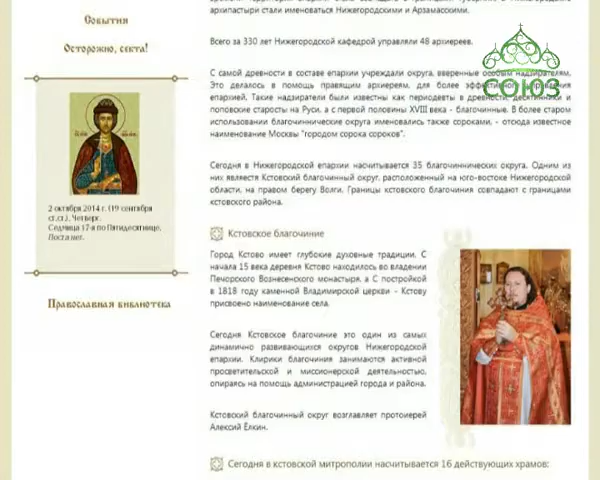 События
Осторожно, секта!
2 октября 2014 г. (19 сентября
ст.ст.), Четверг.
Седмица 17-я по Пятидесятнице.
Поста нет.
Православная библиотека
архипастыри стали именоваться Нижегородскими и Арзамасскими.
Всего за 330 лет Нижегородской кафедрой управляли 48 архиереев.
С самой древности в составе епархии учреждали округа, вверенные особым надзирателям.
Это делалось в помощь правящим архиереям, для более эффективного управления
епархией. Такие надзиратели были известны как периодевты в древности, десятинники и
поповские старосты на Руси, а с первой половины XVIII века - благочинные. В более старом
использовании благочиннические округа именовались также сороками, - отсюда известное
наименование Москвы "городом сорока сороков".
Сегодня в Нижегородской епархии насчитывается 35 благочиннических округа. Одним из
них является Кстовский благочинный округ, расположенный на юго-востоке Нижегородской
области, на правом берегу Волги. Границы кстовского благочиния совпадают с границами
кстовского района.
Кстовское благочиние
Город Кстово имеет глубокие духовные традиции. С
начала 15 века деревня Кстово находилось во владении
Печорского Вознесенского монастыря, а С постройкой
в 1818 году каменной Владимирской церкви - Кстову
присвоено наименование села.
Сегодня Кстовское благочиние это один из самых
динамично развивающихся округов Нижегородской
епархии. Клирики благочиния занимаются активной
просветительской и миссионерской деятельностью,
опираясь на помощь администрацией города и района.
Кстовский благочинный округ возглавляет протоиерей
Алексий Ёлкин.
Сегодня в кстовской митрополии насчитывается 16 действующих храмов:
СОЮЗ